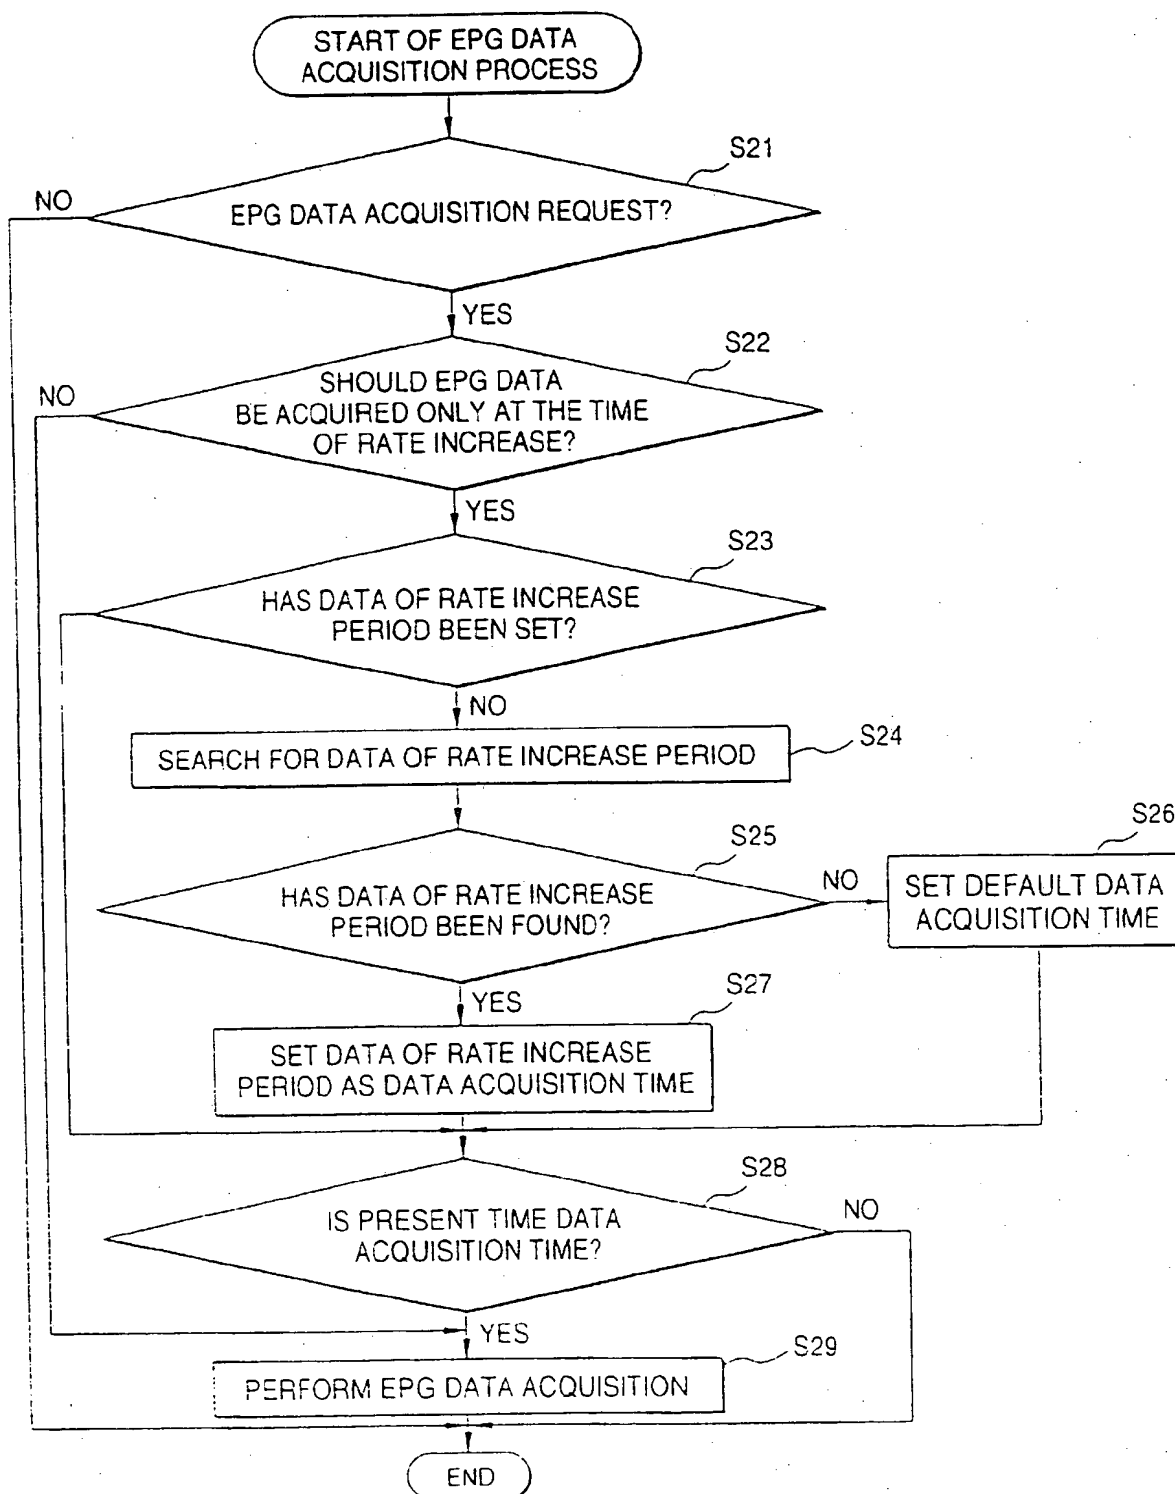 START OF EPG DATA
ACQUISITION PROCESS
S21
NO
EPG DATA ACQUISITION REQUEST?
YES
S22
NO
SHOULD EPG DATA
BE ACQUIRED ONLY AT THE TIME
OF RATE INCREASE?
YES
S23
HAS DATA OF RATE INCREASE
PERIOD BEEN SET?
NO
S24
SEARCH FOR DATA OF RATE INCREASE PERIOD
S25
S26
HAS DATA OF RATE INCREASE
PERIOD BEEN FOUND?
NO
SET DEFAULT DATA
ACQUISITION TIME
YES
S27
SET DATA OF RATE INCREASE
PERIOD AS DATA ACQUISITION TIME
S28
IS PRESENT TIME DATA
ACQUISITION TIME?
NO
YES
S29
PERFORM EPG DATA ACQUISITION
END